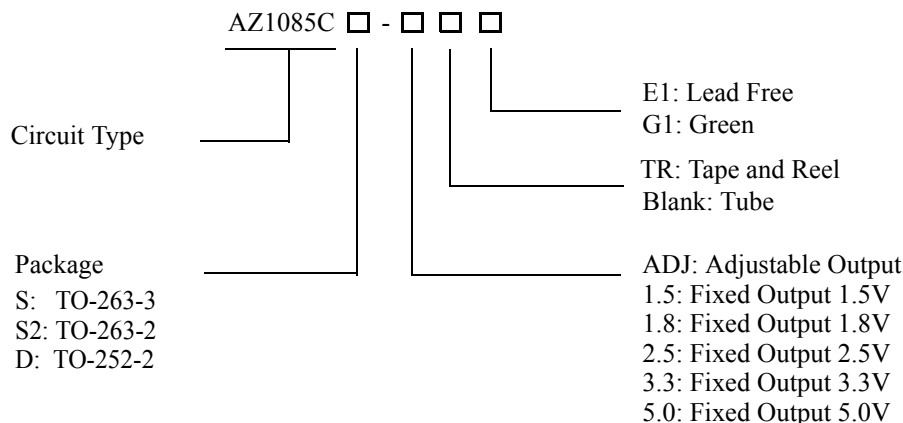 AZ1085C -
Circuit Type
Package
S: TO-263-3
S2: TO-263-2
D: TO-252-2
E1: Lead Free
G1: Green
TR: Tape and Reel
Blank: Tube
ADJ: Adjustable Output
1.5: Fixed Output 1.5V
1.8: Fixed Output 1.8V
2.5: Fixed Output 2.5V
3.3: Fixed Output 3.3V
5.0: Fixed Output 5.0V